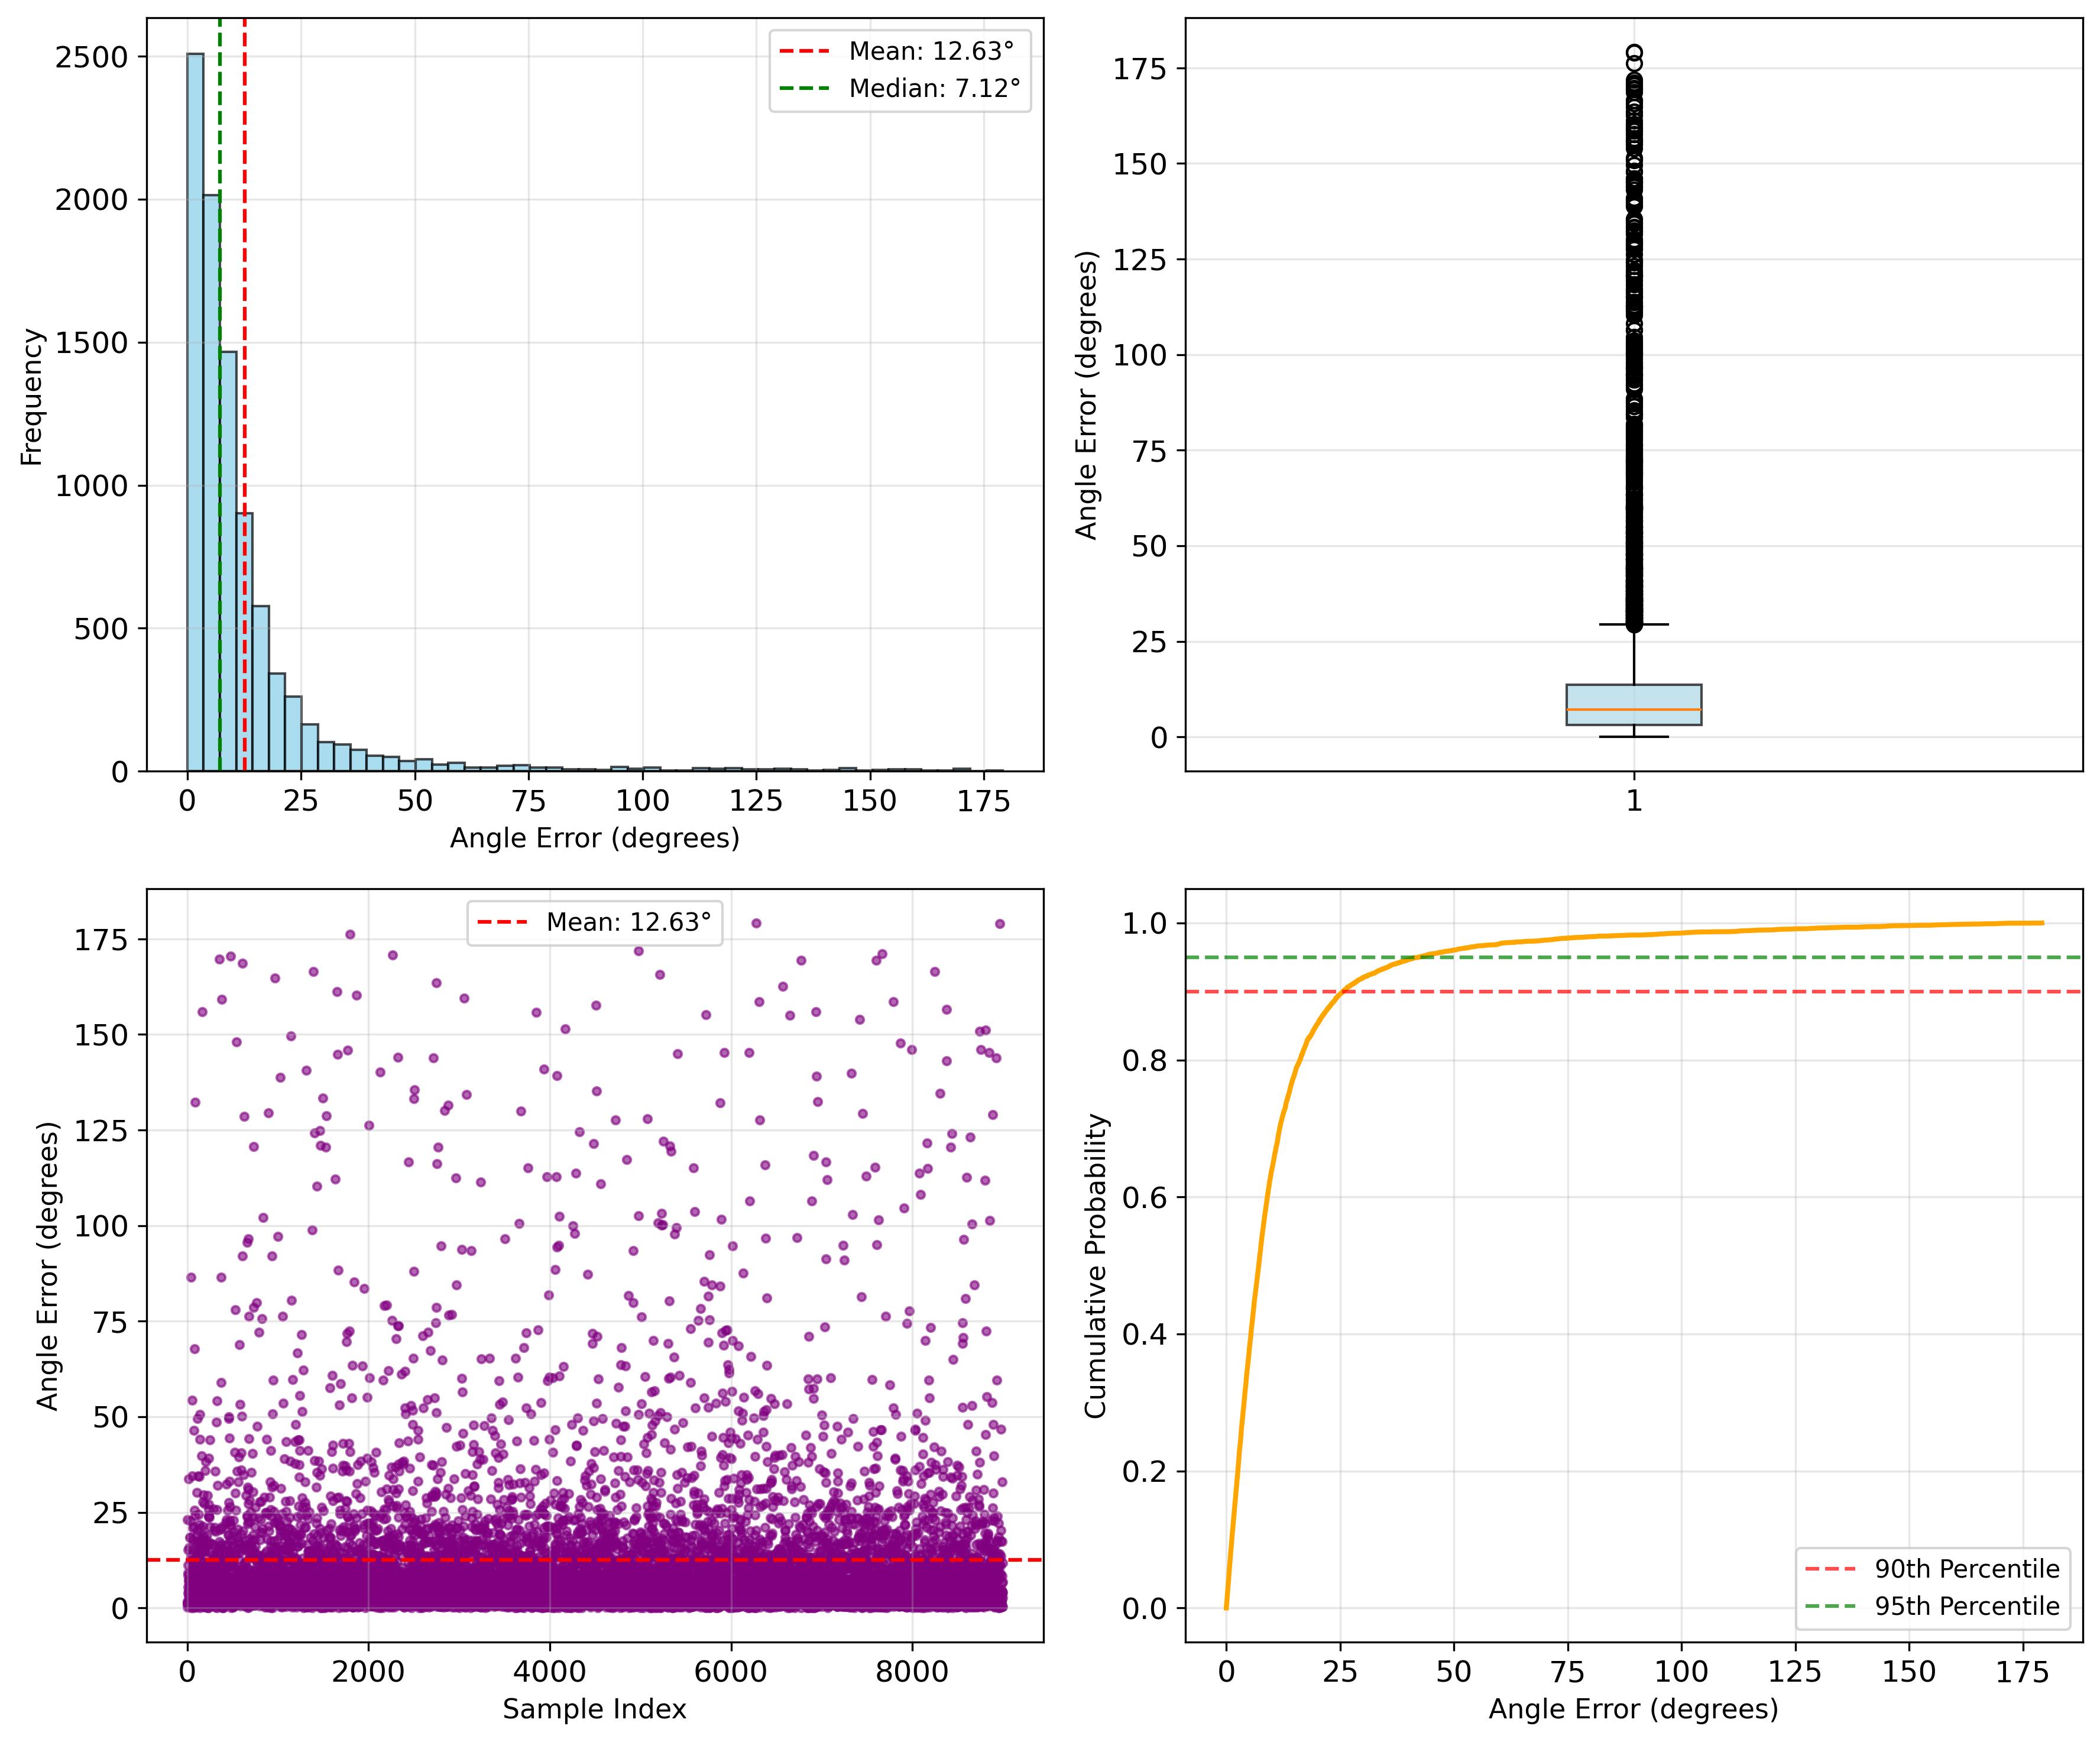 Frequency
2500
2000
1500
1000
500
0
Mean: 12.63°
Median: 7.12°
0 25 50 75 100 125 150 175
Angle Error (degrees)
Angle Error (degrees)
175
150
125
100
75
50
25
0
1
Angle Error (degrees)
175
150
125
100
75
50
25
0
Mean: 12.63°
0 2000 4000 6000 8000
Sample Index
Cumulative Probability
1.0
0.8
0.6
0.4
0.2
0.0
90th Percentile
95th Percentile
0 25 50 75 100 125 150 175
Angle Error (degrees)